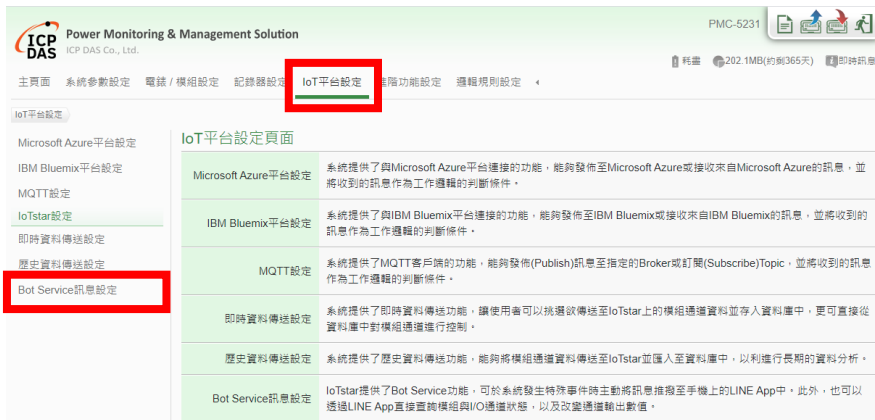 ICP DAS
Power Monitoring & Management Solution
ICP DAS Co., Ltd.
PMC-5231
耗盡 202.1MB(約剩365天) 即時訊息
主頁面 系統參數設定 電錶 / 模組設定 記錄器設定 IoT平台設定 進階功能設定 邏輯規則設定
IoT平台設定
Microsoft Azure平台設定
IBM Bluemix平台設定
MQTT設定
IoTstar設定
即時資料傳送設定
歷史資料傳送設定
Bot Service訊息設定
IoT平台設定頁面
Microsoft Azure平台設定
系統提供了與Microsoft Azure平台連接的功能，能夠發佈至Microsoft Azure或接收來自Microsoft Azure的訊息，並
將收到的訊息作為工作邏輯的判斷條件。
IBM Bluemix平台設定
系統提供了與IBM Bluemix平台連接的功能，能夠發佈至IBM Bluemix或接收來自IBM Bluemix的訊息，並將收到的
訊息作為工作邏輯的判斷條件。
MQTT設定
系統提供了MQTT客戶端的功能，能夠發佈(Publish)訊息至指定的Broker或訂閱(Subscribe)Topic，並將收到的訊息
作為工作邏輯的判斷條件。
即時資料傳送設定
系統提供了即時資料傳送功能，讓使用者可以挑選欲傳送至IoTstar上的模組通道資料並存入資料庫中，更可直接從
資料庫中對模組通道進行控制。
歷史資料傳送設定
系統提供了歷史資料傳送功能，能夠將模組通道資料傳送至IoTstar並匯入至資料庫中，以利進行長期的資料分析。
Bot Service訊息設定
IoTstar提供了Bot Service功能，可於系統發生特殊事件時主動將訊息推撥至手機上的LINE App中。此外，也可以
透過LINE App直接查詢模組與I/O通道狀態，以及改變通道輸出數值。